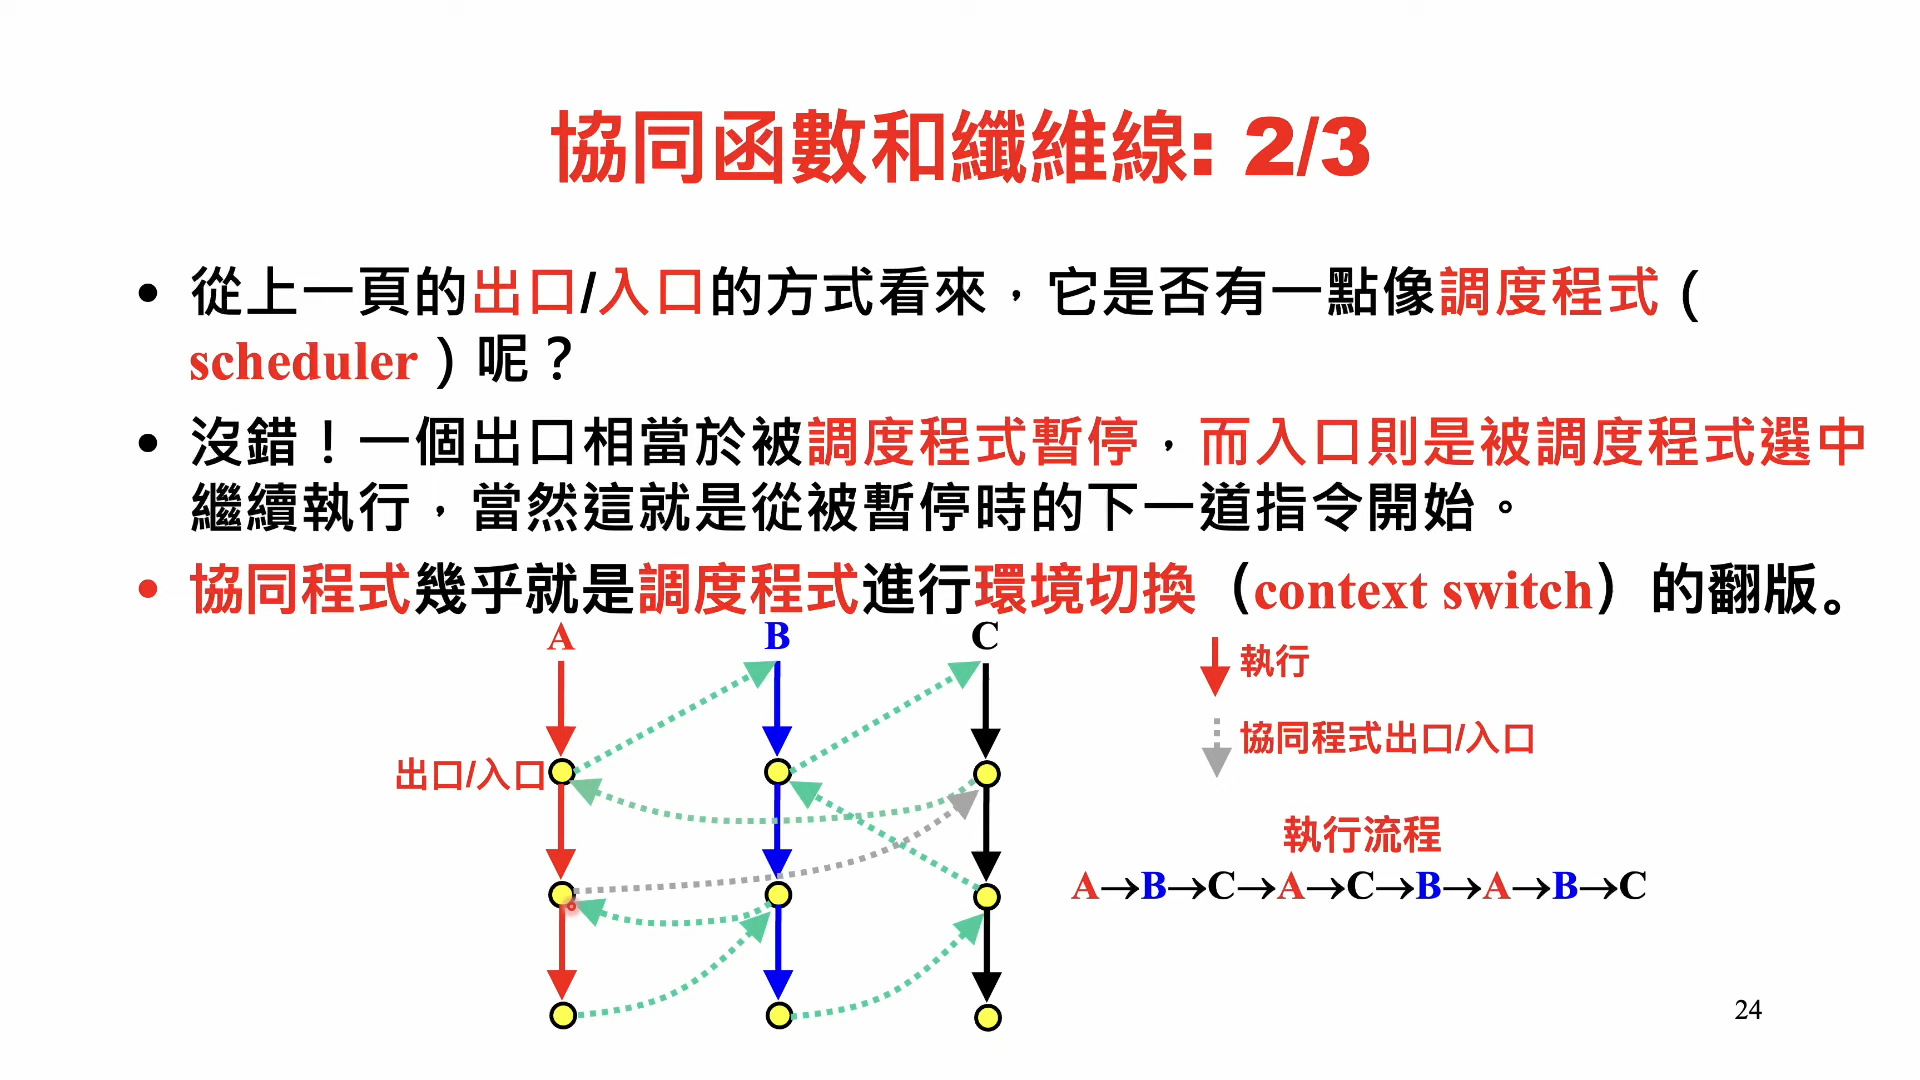 協同函數和纖維線: 2/3
• 從上一頁的出口/入口的方式看來，它是否有一點像調度程式（
scheduler）呢？
• 沒錯！一個出口相當於被調度程式暫停，而入口則是被調度程式選中
繼續執行，當然這就是從被暫停時的下一道指令開始。
• 協同程式幾乎就是調度程式進行環境切換（context switch）的翻版。
A B C
執行
協同程式出口/入口
出口/入口
執行流程
A→B→C→A→C→B→A→B→C
24